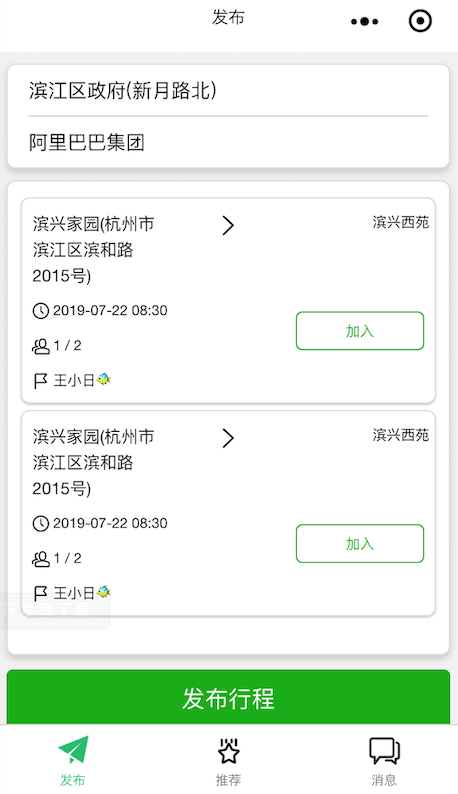 发布
滨江区政府(新月路北)
阿里巴巴集团
滨兴家园(杭州市
滨江区滨和路
2015号)
滨兴西苑
2019-07-22 08:30
加入
1 / 2
王小日
滨兴家园(杭州市
滨江区滨和路
2015号)
滨兴西苑
2019-07-22 08:30
加入
1 / 2
王小日
发布行程
发布
推荐
消息